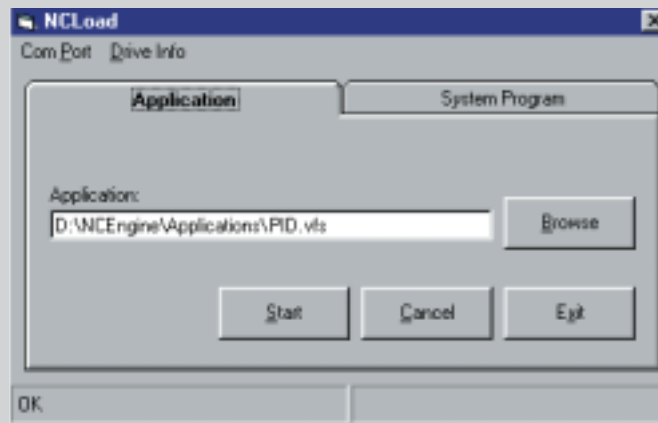 NCLoad
Com Port Drive Info
Application System Program
Application:
D:\NCEngine\Applications\PID.vfs
Browse
Start Cancel Exit
OK